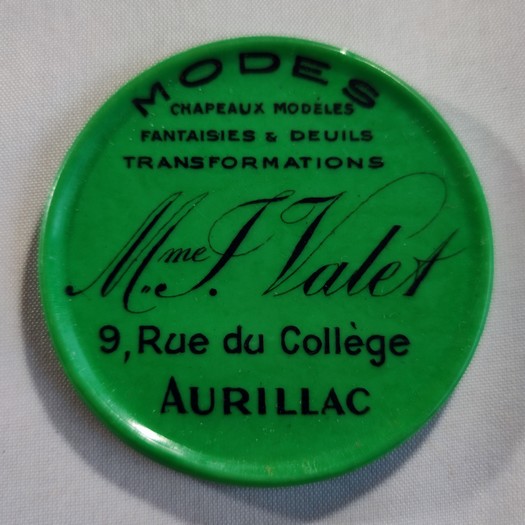 MODES
CHAPEAUX MODÈLES
FANTAISIES & DEUILS
TRANSFORMATIONS
Mme J. Valet
9, Rue du Collège
AURILLAC